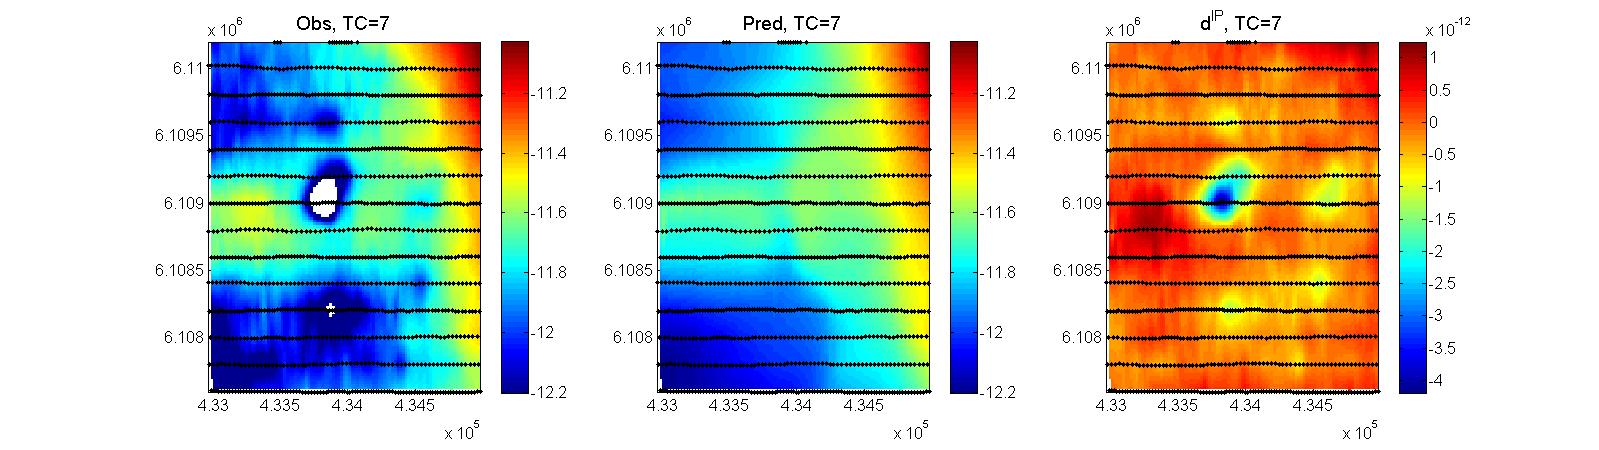 x 10^6
Obs, TC=7
6.11
6.1095
6.109
6.1085
6.108
4.33 4.335 4.34 4.345
x 10^5
-11.2
-11.4
-11.6
-11.8
-12
-12.2
x 10^6
Pred, TC=7
6.11
6.1095
6.109
6.1085
6.108
4.33 4.335 4.34 4.345
x 10^5
-11.2
-11.4
-11.6
-11.8
-12
-12.2
x 10^6
d^IP, TC=7
6.11
6.1095
6.109
6.1085
6.108
4.33 4.335 4.34 4.345
x 10^5
x 10^-12
1
0.5
0
-0.5
-1
-1.5
-2
-2.5
-3
-3.5
-4